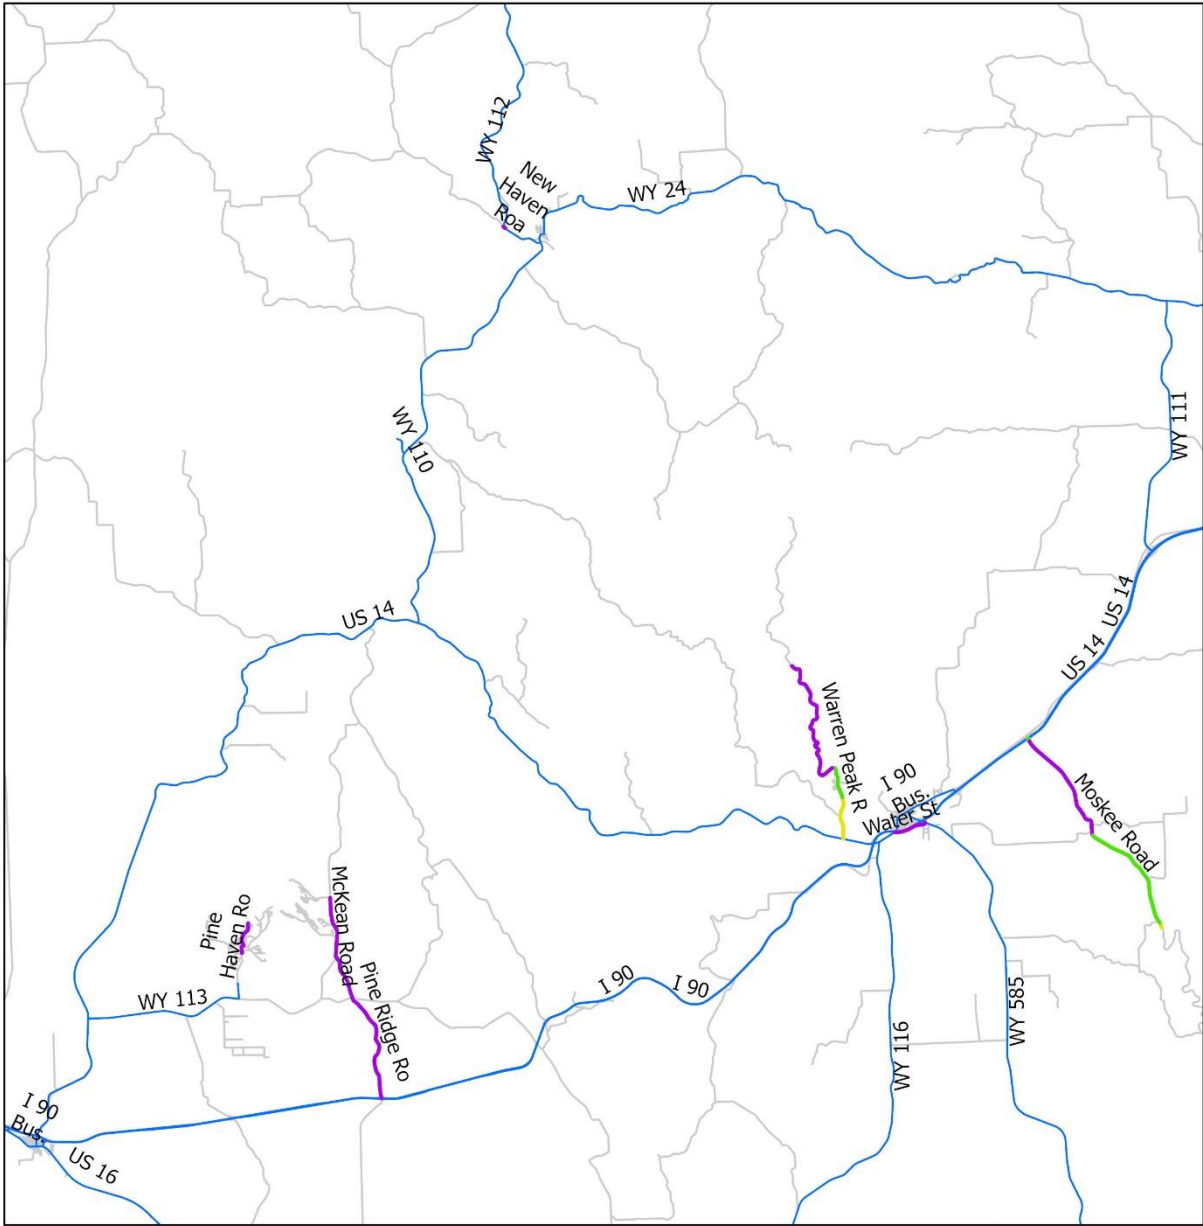 WY 112
New
Haven
Roa
WY 24
WY 110
WY 111
US 14
US 14
US 14
Warren Peak R
I 90
Bus.
Water St
Moskee Road
McKean Road
Pine
Haven Ro
Pine Ridge Ro
WY 113
I 90
I 90
WY 116
WY 585
I 90
Bus.
US 16